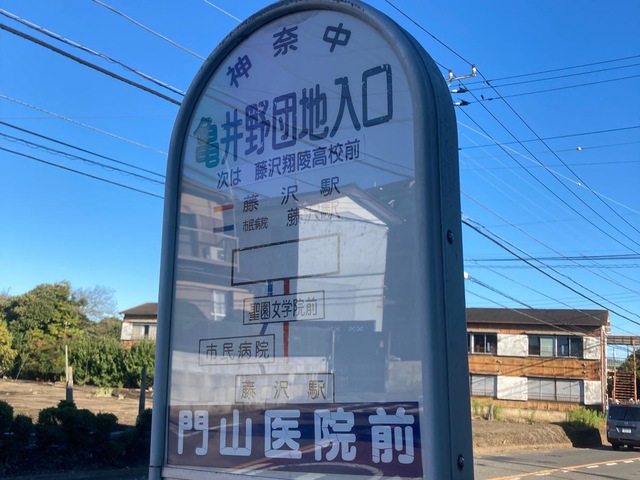 神奈中
亀井野団地入口
次は 藤沢翔陵高校前
藤沢駅
市民病院 藤沢駅
聖園女学院前
市民病院
藤沢駅
門山医院前